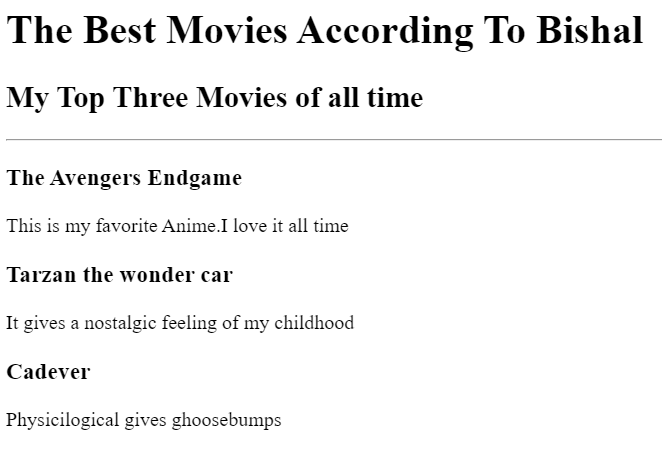 The Best Movies According To Bishal
My Top Three Movies of all time
The Avengers Endgame
This is my favorite Anime.I love it all time
Tarzan the wonder car
It gives a nostalgic feeling of my childhood
Cadever
Physicilogical gives ghoosebumps